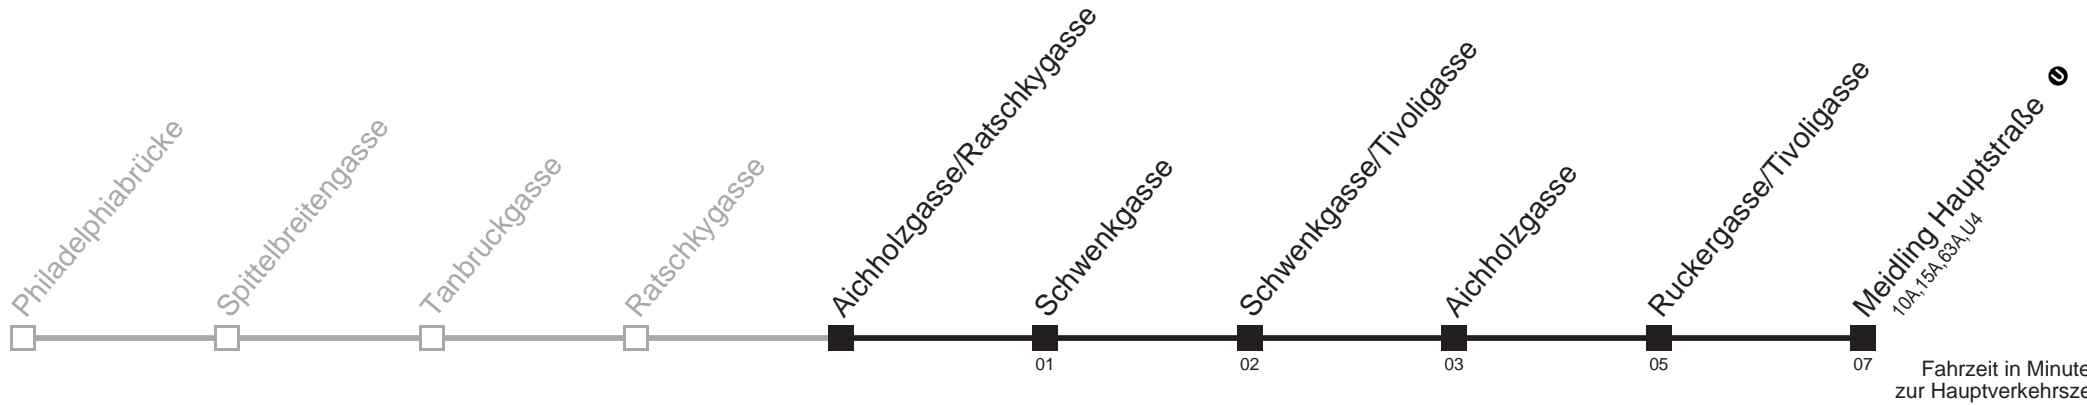 Philadelphiabrücke
Spittelbreitengasse
Tanbruckgasse
Ratschkygasse
Aichholzgasse/Ratschkygasse
Schwenkgasse
Schwenkgasse/Tivoligasse
Aichholzgasse
Ruckergasse/Tivoligasse
Meidling Hauptstraße U
10A,15A,63A,U4
01
02
03
05
07
Fahrzeit in Minute
zur Hauptverkehrsze